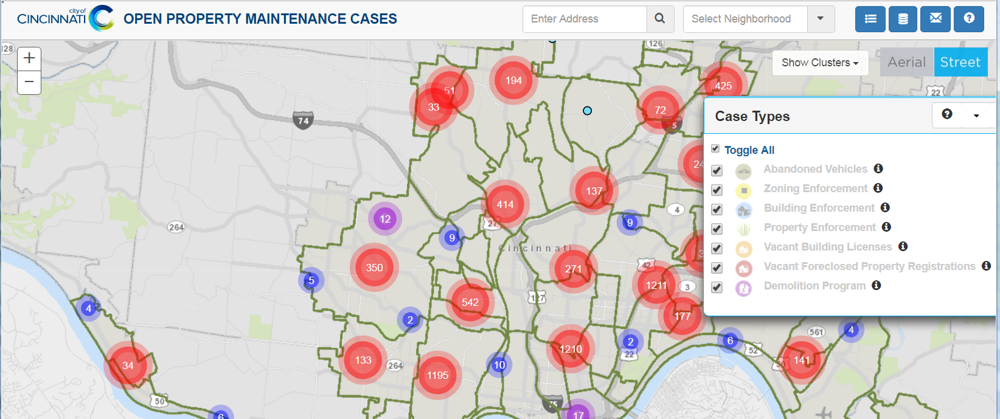 city of
CINCINNATI
OPEN PROPERTY MAINTENANCE CASES
Enter Address
Select Neighborhood
128
126
+
−
Show Clusters
Aerial
Street
194
425
51
33
72
22
74
Case Types
Toggle All
Abandoned Vehicles
Zoning Enforcement
Building Enforcement
Property Enforcement
Vacant Building Licenses
Vacant Foreclosed Property Registrations
Demolition Program
137
414
4
12
9
27
264
9
Cincinnati
350
271
42
5
1211
3
542
127
4
177
2
4
561
6
2
52
22
1210
133
264
10
34
141
50
1195
50
75
17
6